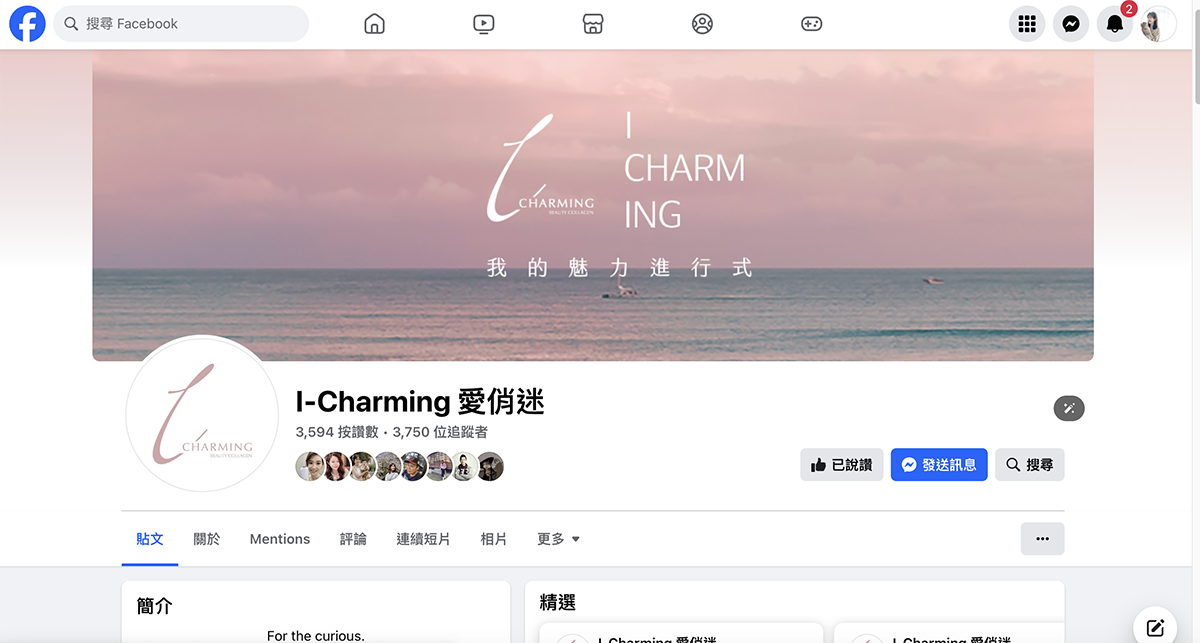 搜尋 Facebook
2
I
CHARM
ING
CHARMING
BEAUTY COLLAGEN
我的魅力進行式
CHARMING
BEAUTY COLLAGEN
I-Charming 愛俏迷
3,594 按讚數・3,750 位追蹤者
已說讚
發送訊息
搜尋
貼文
關於
Mentions
評論
連續短片
相片
更多
簡介
For the curious.
精選
I-Charming 愛俏迷
I-Charming 愛俏迷